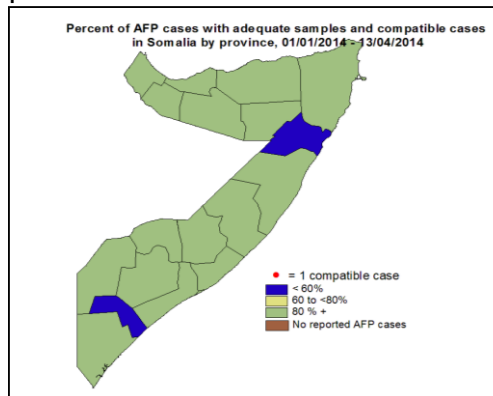 Percent of AFP cases with adequate samples and compatible cases
in Somalia by province, 01/01/2014 - 13/04/2014
= 1 compatible case
< 60%
60 to <80%
80 % +
No reported AFP cases